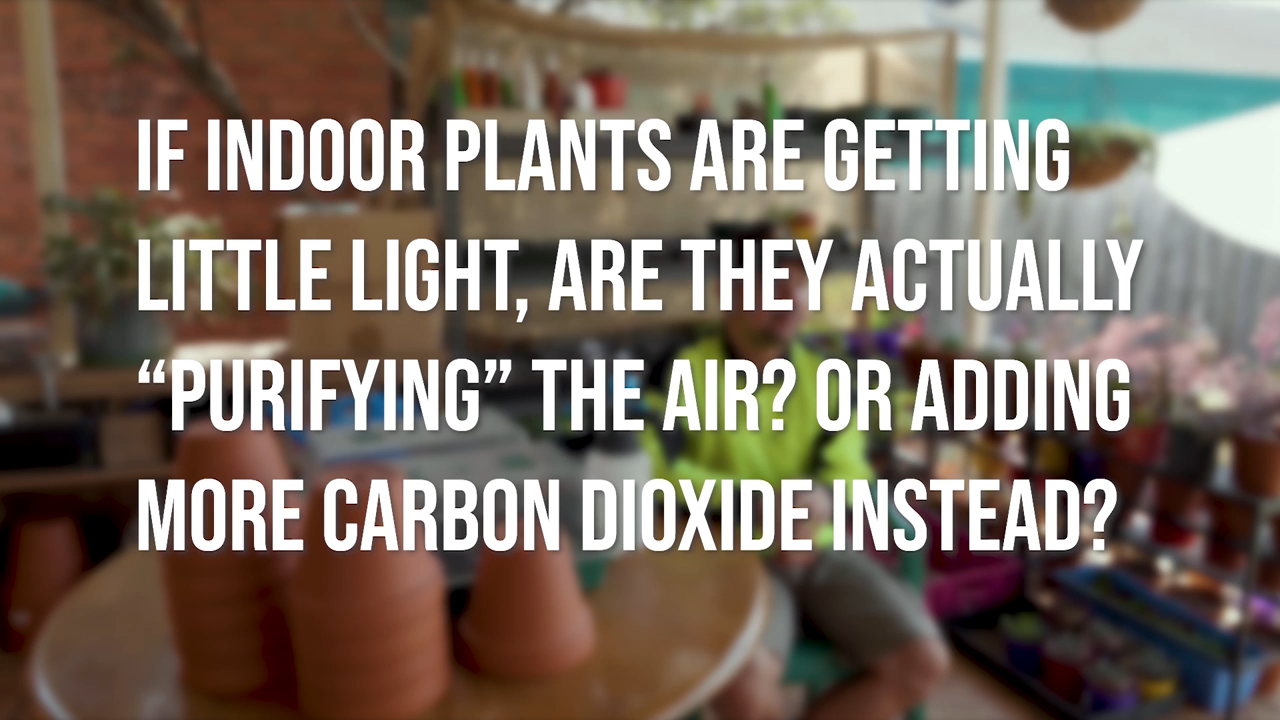 IF INDOOR PLANTS ARE GETTING
LITTLE LIGHT, ARE THEY ACTUALLY
“PURIFYING” THE AIR? OR ADDING
MORE CARBON DIOXIDE INSTEAD?